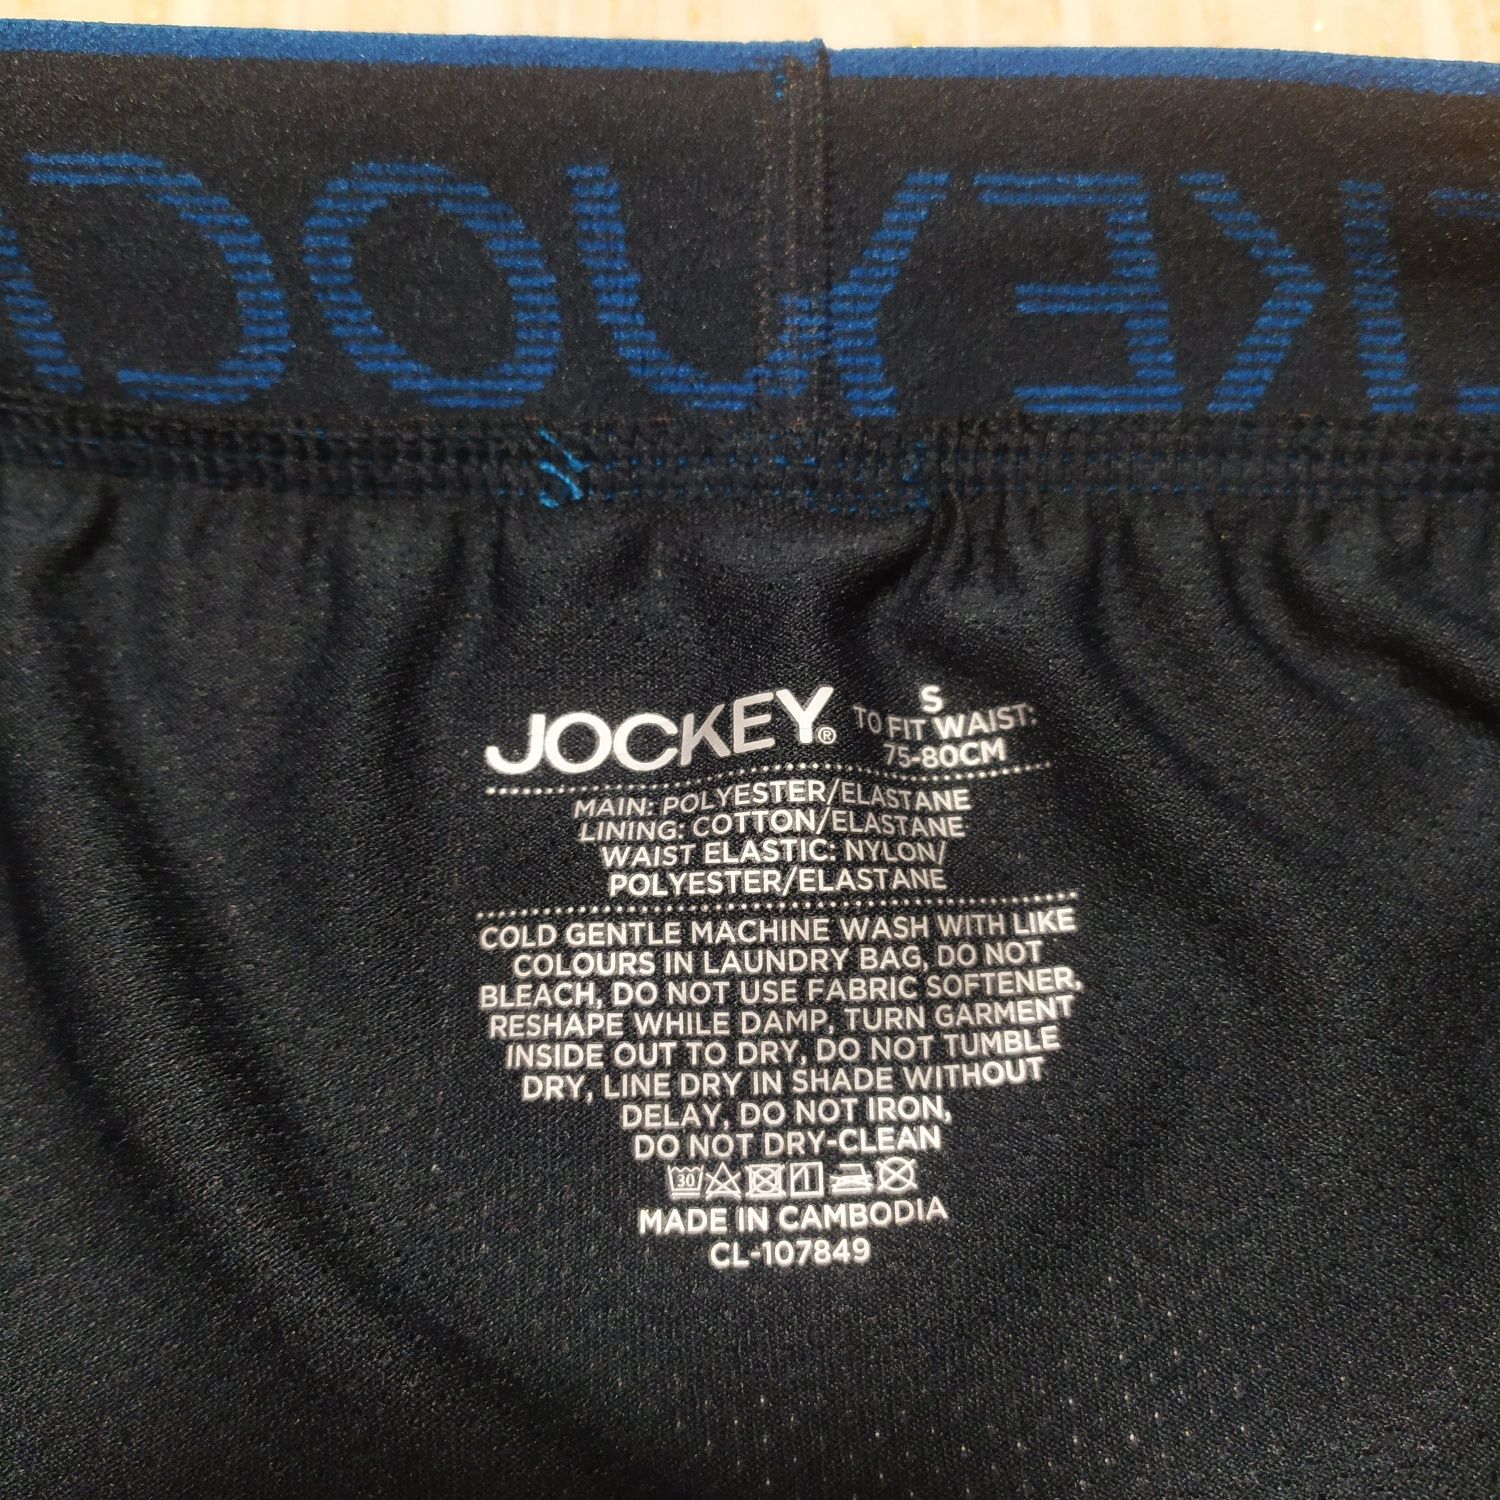 JOCKEY
JOCKEY®
S
TO FIT WAIST:
75-80CM
MAIN: POLYESTER/ELASTANE
LINING: COTTON/ELASTANE
WAIST ELASTIC: NYLON/
POLYESTER/ELASTANE
COLD GENTLE MACHINE WASH WITH LIKE
COLOURS IN LAUNDRY BAG, DO NOT
BLEACH, DO NOT USE FABRIC SOFTENER,
RESHAPE WHILE DAMP, TURN GARMENT
INSIDE OUT TO DRY, DO NOT TUMBLE
DRY, LINE DRY IN SHADE WITHOUT
DELAY, DO NOT IRON,
DO NOT DRY-CLEAN
30
MADE IN CAMBODIA
CL-107849